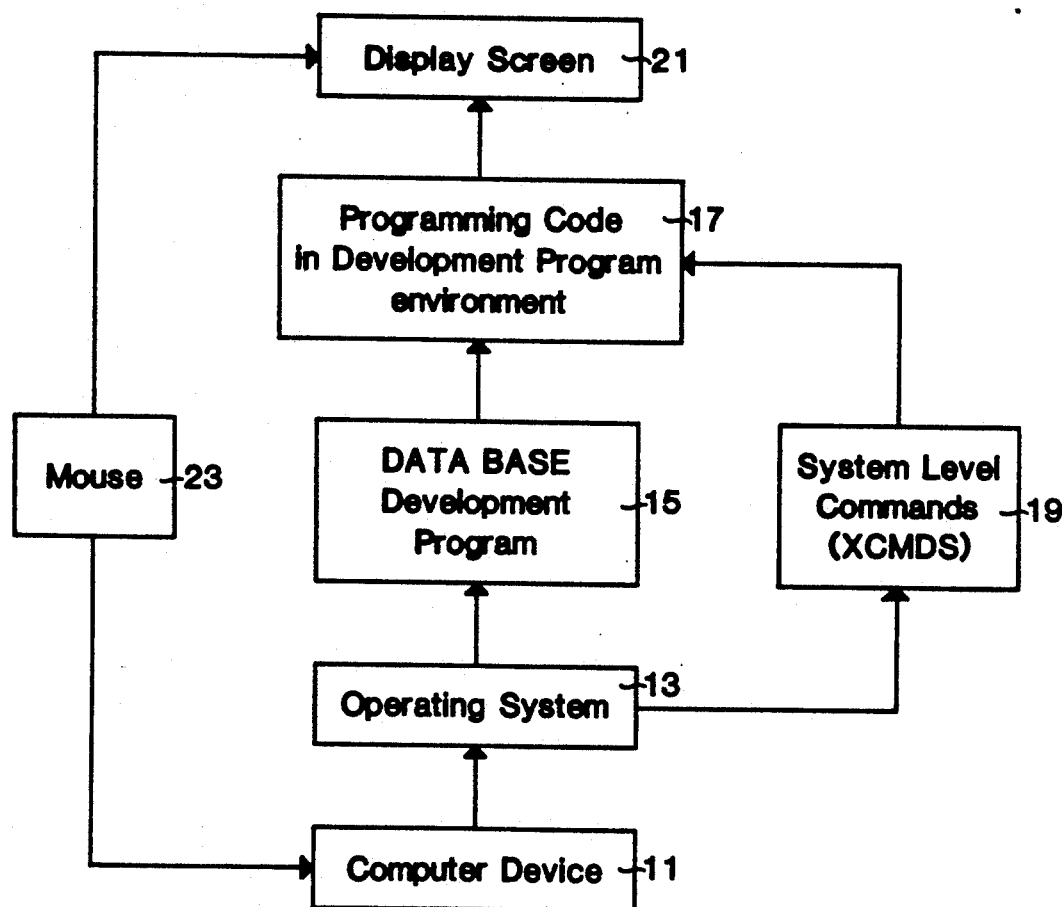 Display Screen 21
Programming Code 17
in Development Program
environment
Mouse 23
DATA BASE
Development 15
Program
System Level
Commands 19
(XCMDS)
Operating System 13
Computer Device 11